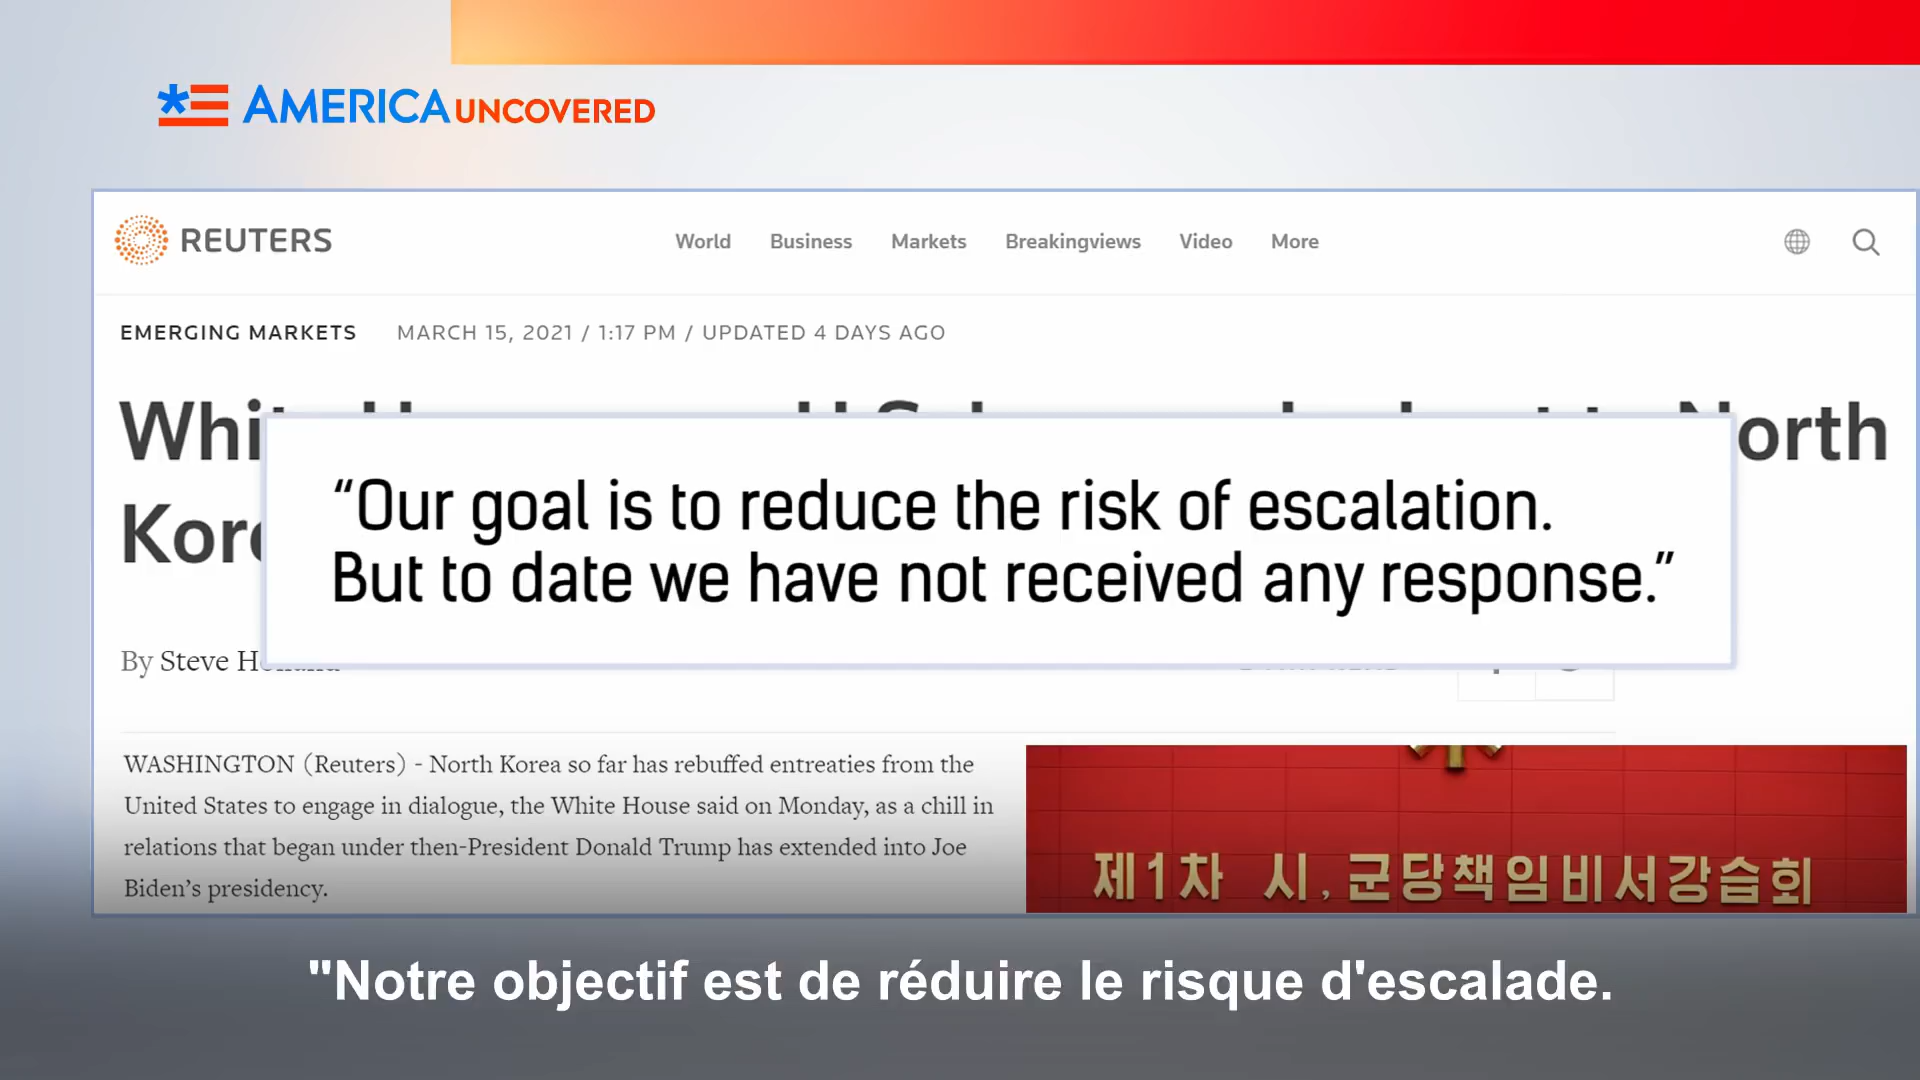 AMERICA UNCOVERED
REUTERS
World Business Markets Breakingviews Video More
EMERGING MARKETS MARCH 15, 2021 / 1:17 PM / UPDATED 4 DAYS AGO
“Our goal is to reduce the risk of escalation.
But to date we have not received any response.”
By Steve
WASHINGTON (Reuters) - North Korea so far has rebuffed entreaties from the
United States to engage in dialogue, the White House said on Monday, as a chill in
relations that began under then-President Donald Trump has extended into Joe
Biden’s presidency.
제1차 시,군당책임비서강습회
"Notre objectif est de réduire le risque d'escalade.